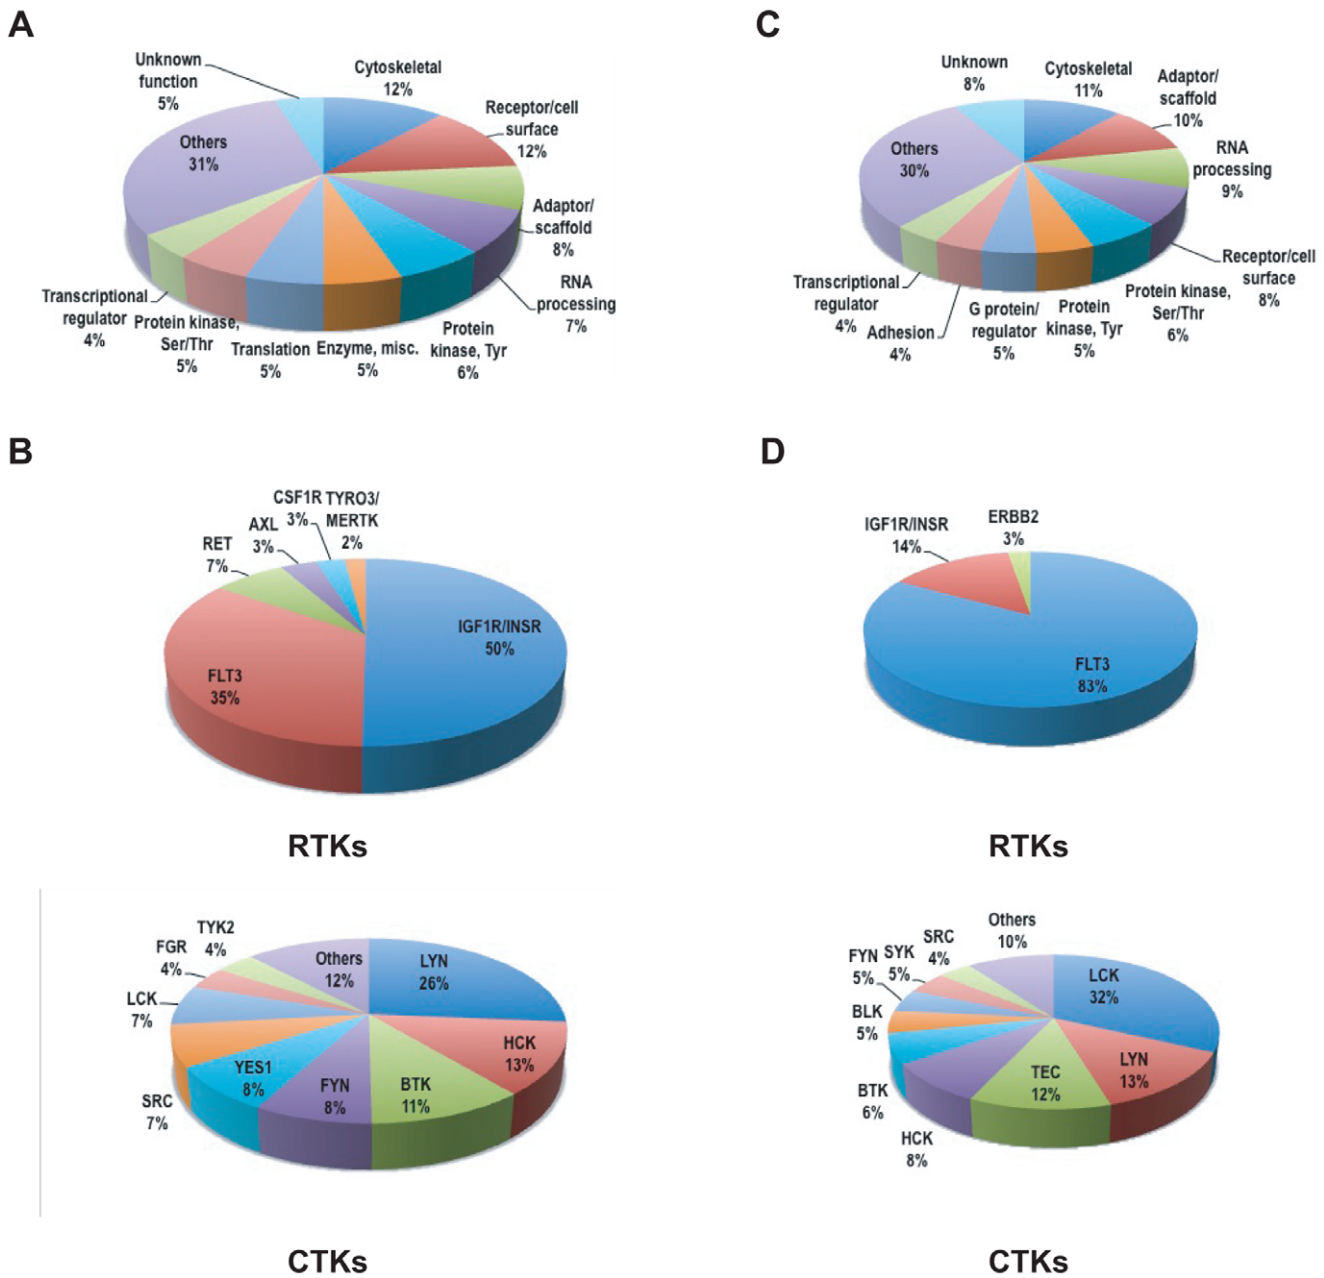 A
Unknown
function
5%
Cytoskeletal
12%
Receptor/cell
surface
12%
Adaptor/
scaffold
8%
RNA
processing
7%
Protein
kinase, Tyr
6%
Enzyme, misc.
5%
Translation
5%
Protein kinase,
Ser/Thr
5%
Transcriptional
regulator
4%
Others
31%
C
Unknown
8%
Cytoskeletal
11%
Adaptor/
scaffold
10%
RNA
processing
9%
Receptor/cell
surface
8%
Protein kinase,
Ser/Thr
6%
Protein
kinase, Tyr
5%
G protein/
regulator
5%
Adhesion
4%
Transcriptional
regulator
4%
Others
30%
B
CSF1R
3%
TYRO3/
MERTK
2%
AXL
3%
RET
7%
IGF1R/INSR
50%
FLT3
35%
RTKs
D
IGF1R/INSR
14%
ERBB2
3%
FLT3
83%
RTKs
TYK2
4%
FGR
4%
LCK
7%
Others
12%
LYN
26%
HCK
13%
BTK
11%
FYN
8%
YES1
8%
SRC
7%
CTKs
Others
10%
SRC
4%
SYK
5%
FYN
5%
BLK
5%
LCK
32%
LYN
13%
TEC
12%
BTK
6%
HCK
8%
CTKs